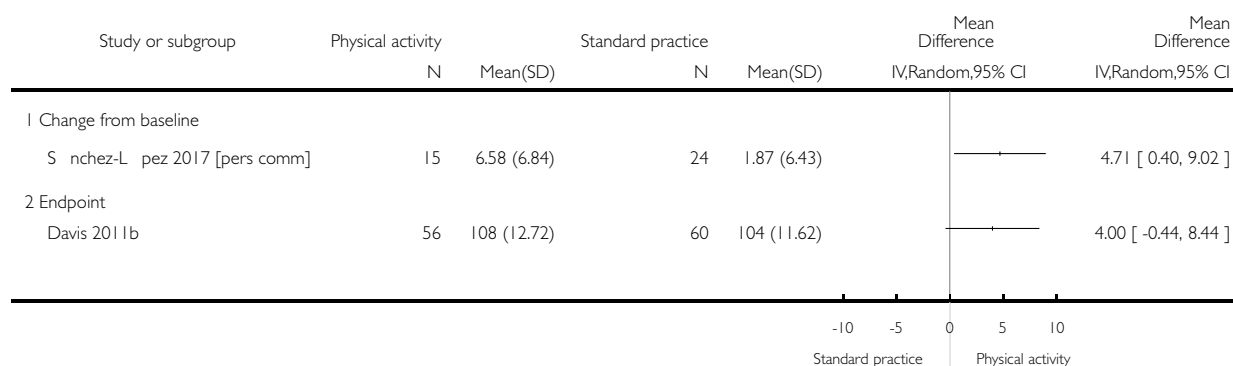 Study or subgroup Physical activity Standard practice Mean Difference Mean Difference
N Mean(SD) N Mean(SD) IV,Random,95% CI IV,Random,95% CI
1 Change from baseline
S nchez-L pez 2017 [pers comm] 15 6.58 (6.84) 24 1.87 (6.43) 4.71 [ 0.40, 9.02 ]
2 Endpoint
Davis 2011b 56 108 (12.72) 60 104 (11.62) 4.00 [ -0.44, 8.44 ]
-10 -5 0 5 10
Standard practice Physical activity